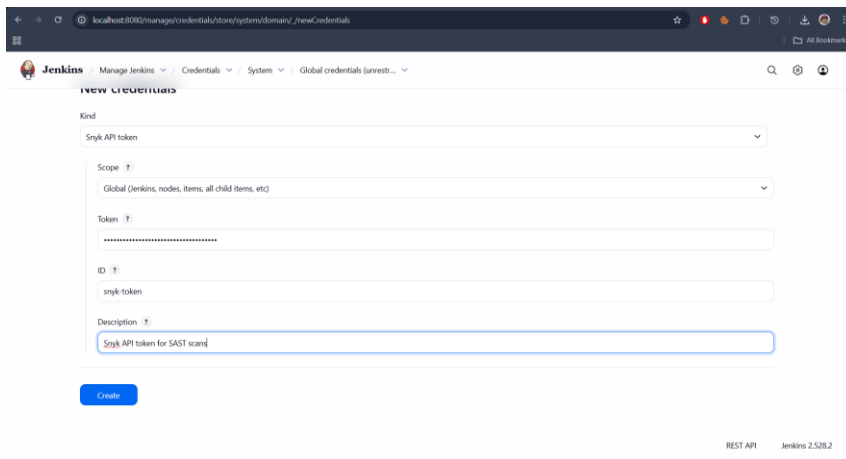 localhost:8080/manage/credentials/store/system/domain/_/newCredentials
All Bookmark
Jenkins / Manage Jenkins / Credentials / System / Global credentials (unrestr...
New credentials
Kind
Snyk API token
Scope ?
Global (Jenkins, nodes, items, all child items, etc)
Token ?
••••••••••••••••••••••••••••••••••••
ID ?
snyk-token
Description ?
Snyk API token for SAST scans
Create
REST API Jenkins 2.528.2